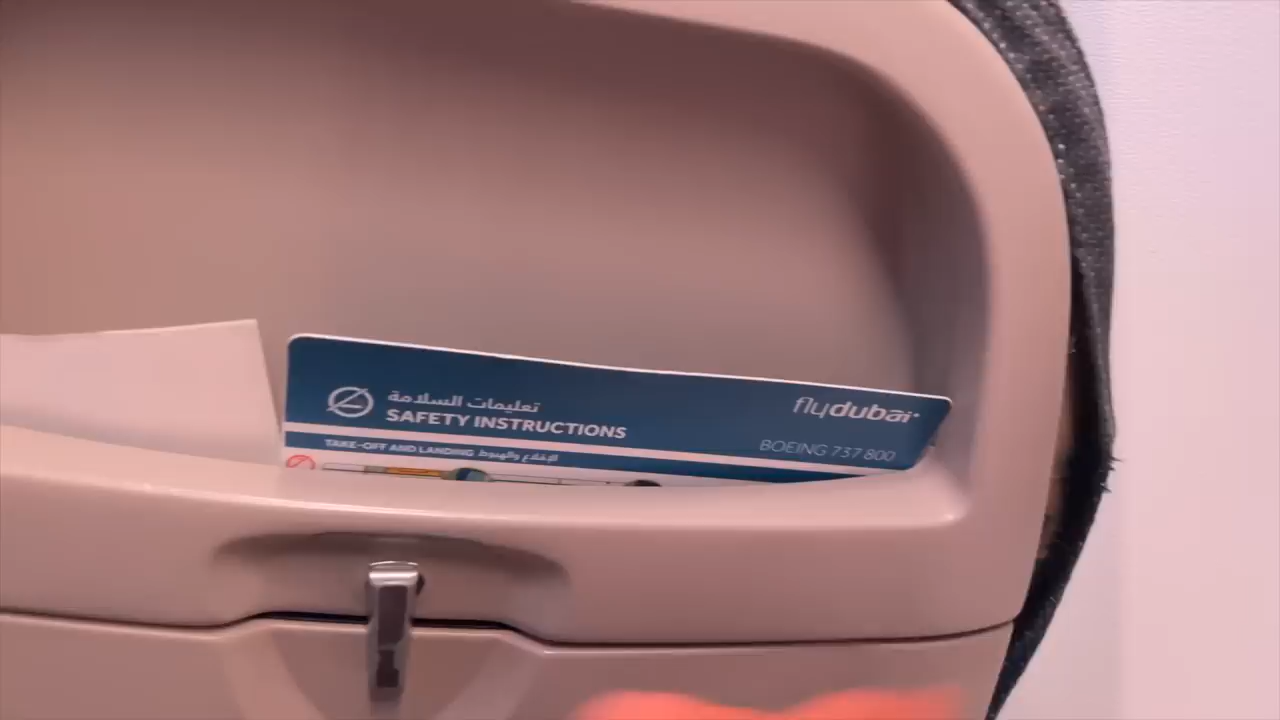 تعليمات السلامة
SAFETY INSTRUCTIONS
flydubai
BOEING 737 800
TAKE-OFF AND LANDING الإقلاع والهبوط